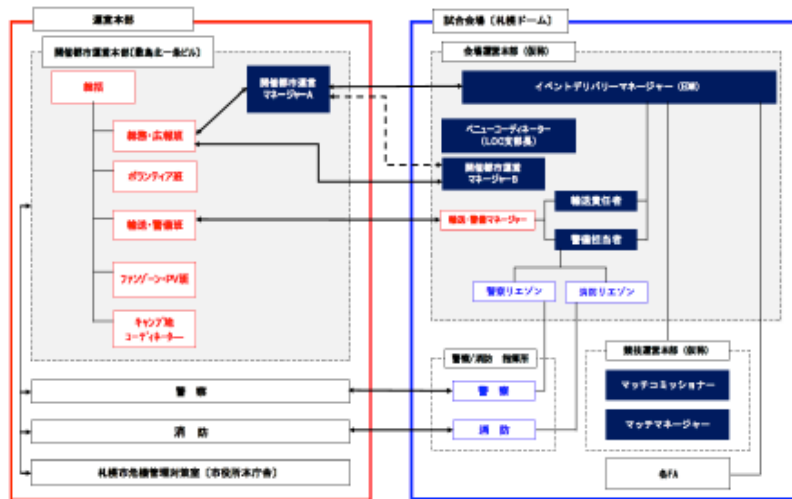 運営本部
開催都市運営本部(敷島北一条ビル)
統括
開催都市運営
マネージャーA
総務・広報班
ボランティア班
輸送・警備班
ファンゾーン・PV班
キャンプ地
コーディネーター
警 察
消 防
札幌市危機管理対策室(市役所本庁舎)
試合会場(札幌ドーム)
会場運営本部(仮称)
イベントデリバリーマネージャー(EDM)
ベニューコーディネーター
(LOC支部長)
開催都市運営
マネージャーB
輸送責任者
輸送・警備マネージャー
警備担当者
警察リエゾン
消防リエゾン
警察/消防 指揮所
警 察
消 防
競技運営本部(仮称)
マッチコミッショナー
マッチマネージャー
各FA